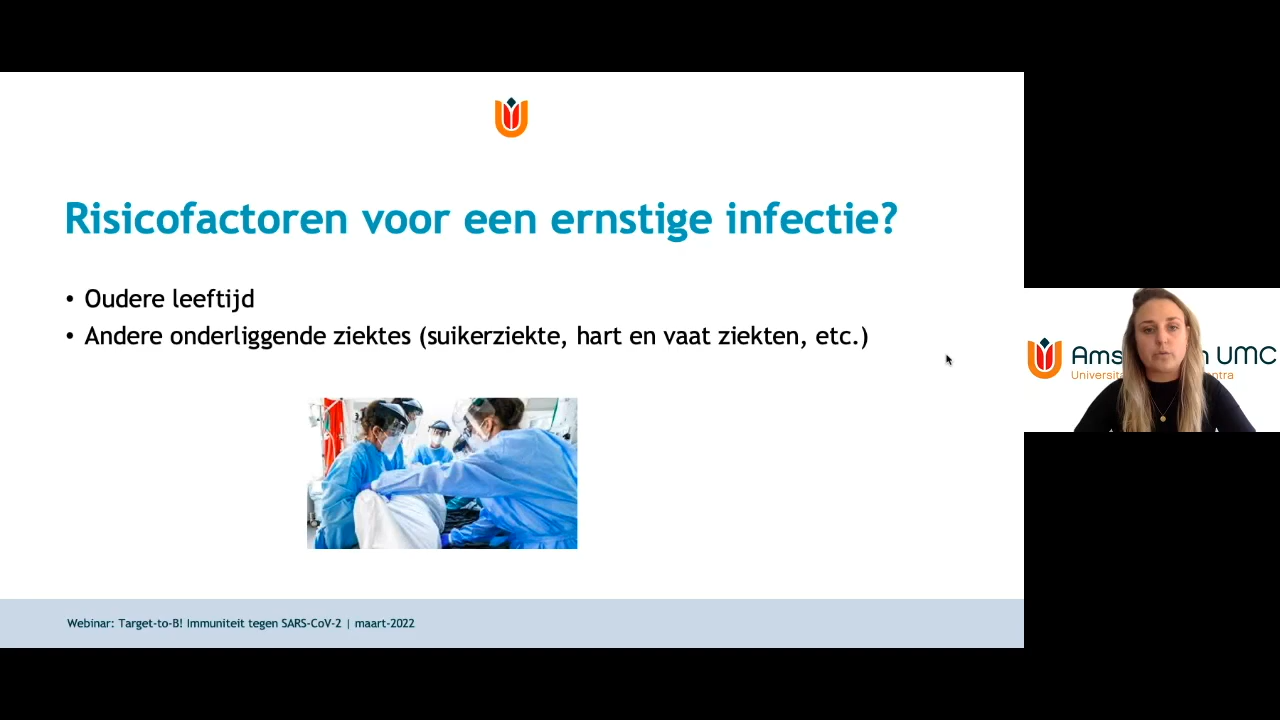 Risicofactoren voor een ernstige infectie?
• Oudere leeftijd
• Andere onderliggende ziektes (suikerziekte, hart en vaat ziekten, etc.)
Webinar: Target-to-B! Immuniteit tegen SARS-CoV-2 | maart-2022
UMC